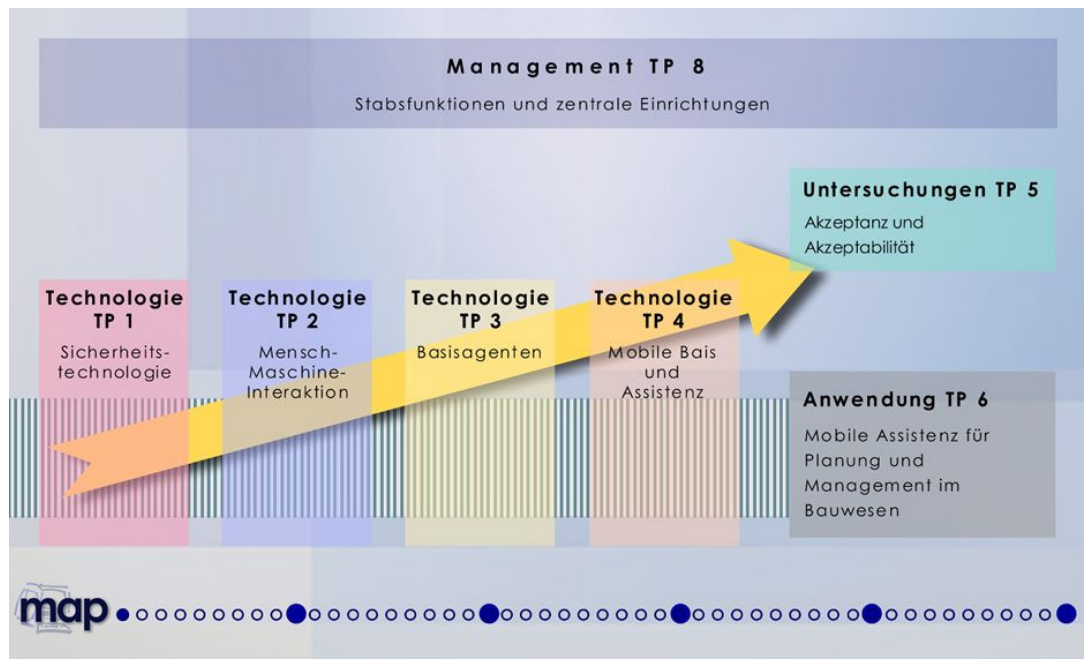 Management TP 8
Stabsfunktionen und zentrale Einrichtungen
Untersuchungen TP 5
Akzeptanz und
Akzeptabilität
Technologie
TP 1
Sicherheits-
technologie
Technologie
TP 2
Mensch-
Maschine-
Interaktion
Technologie
TP 3
Basisagenten
Technologie
TP 4
Mobile Bais
und
Assistenz
Anwendung TP 6
Mobile Assistenz für
Planung und
Management im
Bauwesen
map